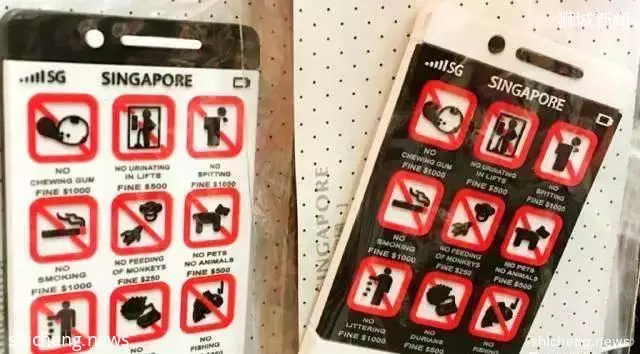 SG SINGAPORE
NO
CHEWING GUM
FINE $1000
NO URINATING
IN LIFTS
FINE $500
NO
SPITTING
FINE $1000
NO
SMOKING
FINE $1000
NO FEEDING
OF MONKEYS
FINE $250
NO PETS
NO ANIMALS
FINE $500
shicheng.news
狮城新闻
SG SINGAPORE
NO
CHEWING GUM
FINE $1000
NO URINATING
IN LIFTS
FINE $500
NO
SPITTING
FINE $1000
NO
SMOKING
FINE $1000
NO FEEDING
OF MONKEYS
FINE $250
NO PETS
NO ANIMALS
FINE $500
NO
LITTERING
FINE $1000
NO
DURIANS
FINE $500
NO
FISHING
SINGAPORE
shicheng.news